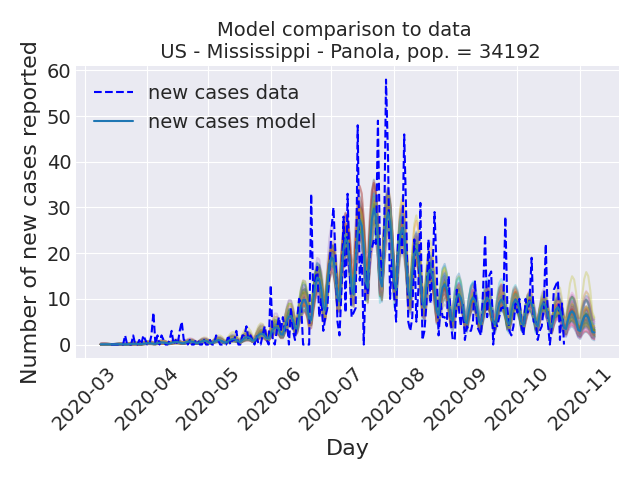 Model comparison to data
US - Mississippi - Panola, pop. = 34192
Number of new cases reported
60
50
40
30
20
10
0
new cases data
new cases model
2020-03
2020-04
2020-05
2020-06
2020-07
2020-08
2020-09
2020-10
2020-11
Day